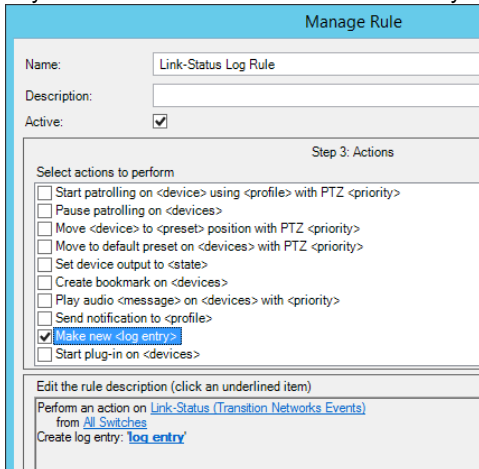 Manage Rule
Name: Link-Status Log Rule
Description:
Active:
Step 3: Actions
Select actions to perform
Start patrolling on <device> using <profile> with PTZ <priority>
Pause patrolling on <devices>
Move <device> to <preset> position with PTZ <priority>
Move to default preset on <devices> with PTZ <priority>
Set device output to <state>
Create bookmark on <devices>
Play audio <message> on <devices> with <priority>
Send notification to <profile>
Make new <log entry>
Start plug-in on <devices>
Edit the rule description (click an underlined item)
Perform an action on Link-Status (Transition Networks Events)
from All Switches
Create log entry: 'log entry'